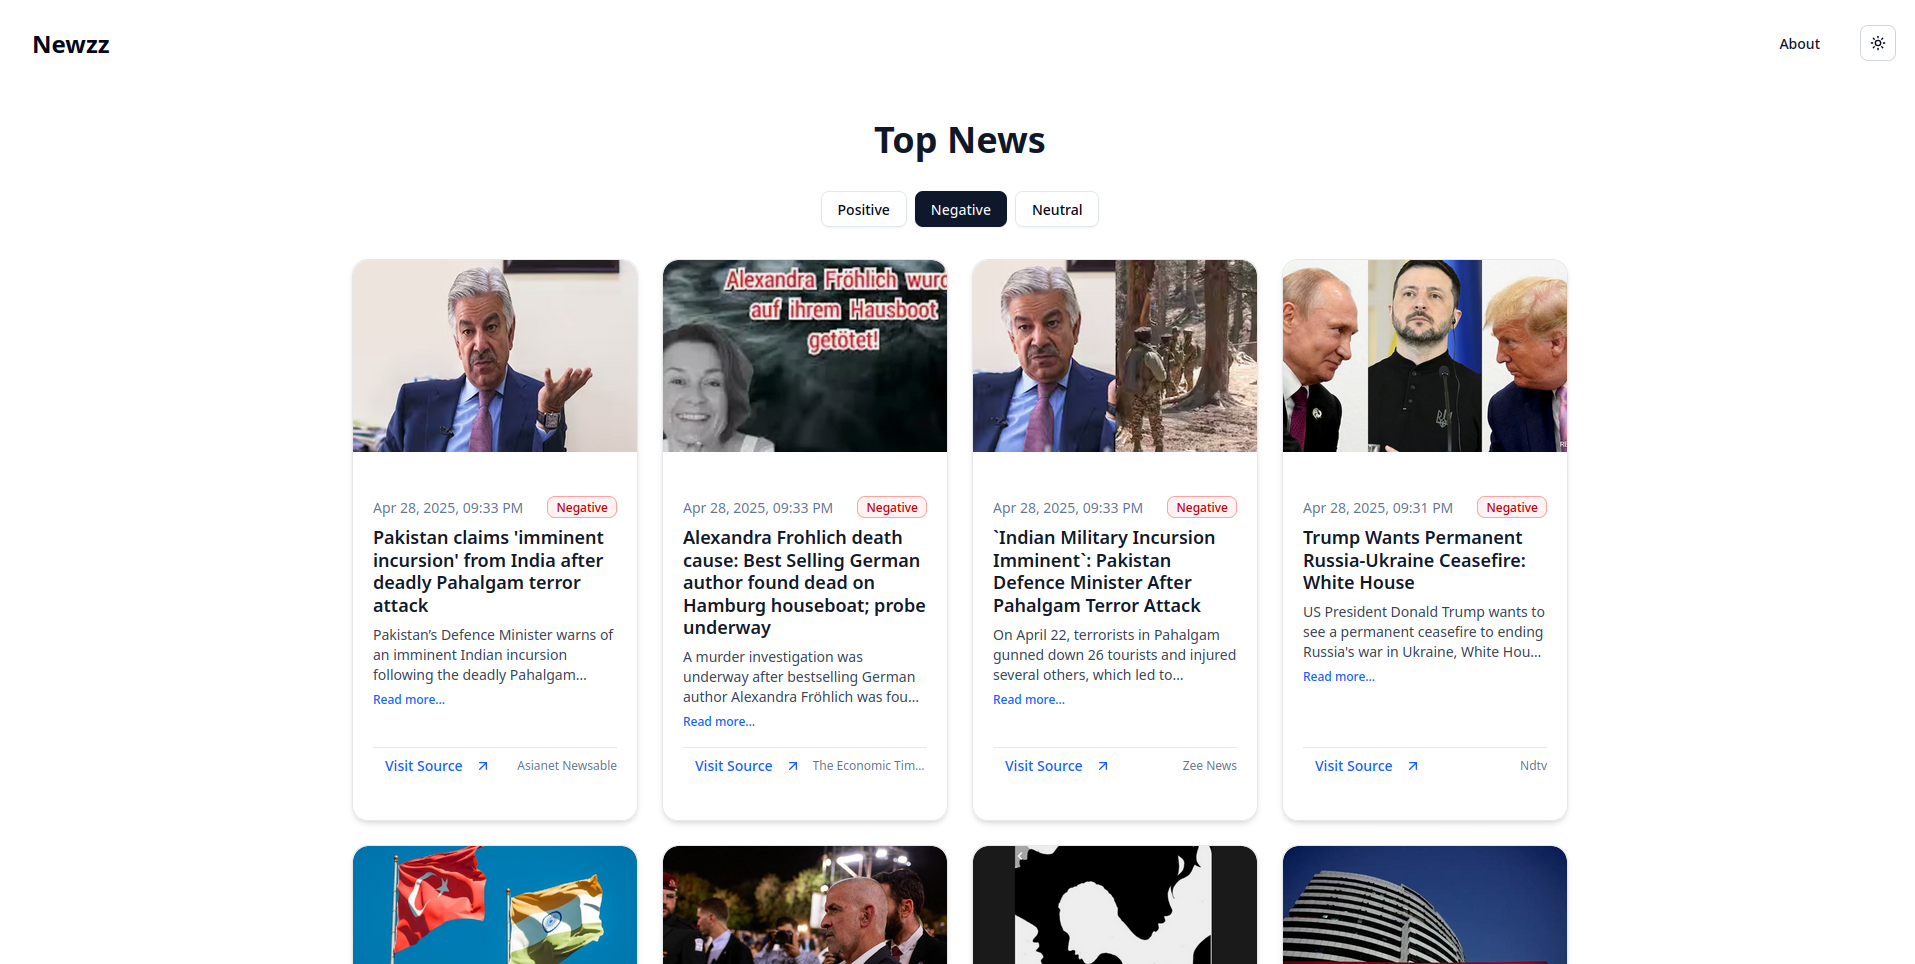 Newzz
About
Top News
Positive
Negative
Neutral
Alexandra Fröhlich wurd
auf ihrem Hausboot
getötet!
Apr 28, 2025, 09:33 PM
Negative
Pakistan claims 'imminent
incursion' from India after
deadly Pahalgam terror
attack
Pakistan’s Defence Minister warns of
an imminent Indian incursion
following the deadly Pahalgam...
Read more...
Visit Source
Asianet Newsable
Apr 28, 2025, 09:33 PM
Negative
Alexandra Frohlich death
cause: Best Selling German
author found dead on
Hamburg houseboat; probe
underway
A murder investigation was
underway after bestselling German
author Alexandra Fröhlich was fou...
Read more...
Visit Source
The Economic Tim...
Apr 28, 2025, 09:33 PM
Negative
`Indian Military Incursion
Imminent`: Pakistan
Defence Minister After
Pahalgam Terror Attack
On April 22, terrorists in Pahalgam
gunned down 26 tourists and injured
several others, which led to...
Read more...
Visit Source
Zee News
Apr 28, 2025, 09:31 PM
Negative
Trump Wants Permanent
Russia-Ukraine Ceasefire:
White House
US President Donald Trump wants to
see a permanent ceasefire to ending
Russia's war in Ukraine, White Hou...
Read more...
Visit Source
Ndtv